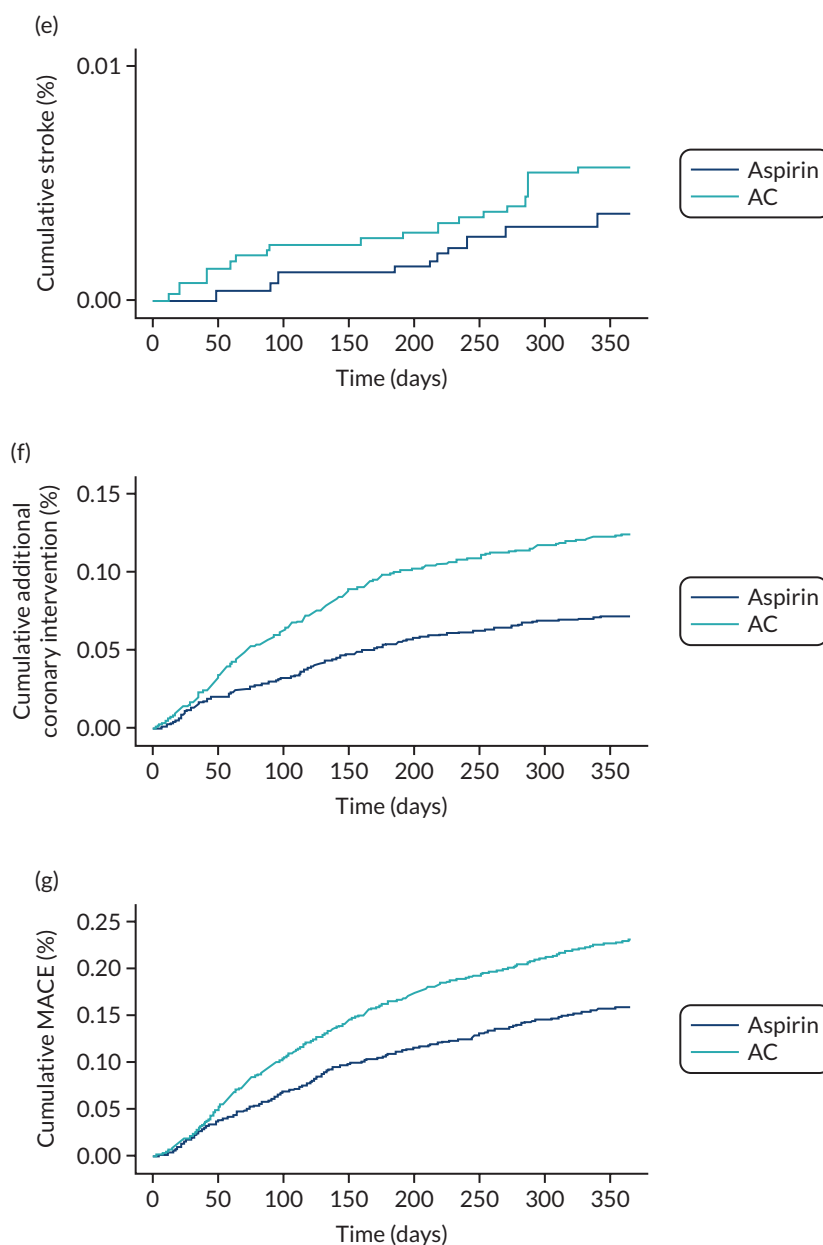 (e)
0.01
0.00
Cumulative stroke (%)
0 50 100 150 200 250 300 350
Time (days)
Aspirin
AC
(f)
0.15
0.10
0.05
0.00
Cumulative additional
coronary intervention (%)
0 50 100 150 200 250 300 350
Time (days)
Aspirin
AC
(g)
0.25
0.20
0.15
0.10
0.05
0.00
Cumulative MACE (%)
0 50 100 150 200 250 300 350
Time (days)
Aspirin
AC